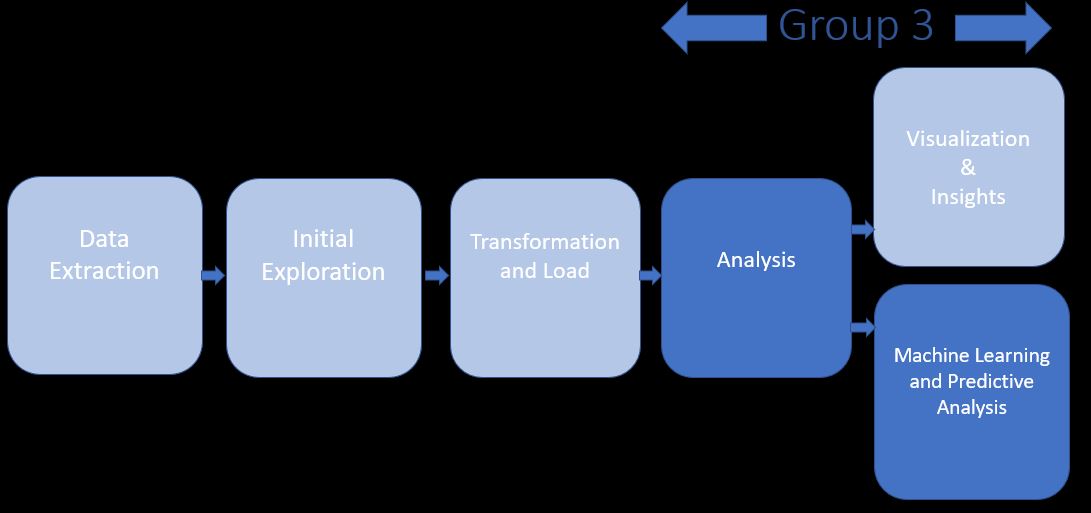 Group 3
Data
Extraction
Initial
Exploration
Transformation
and Load
Analysis
Visualization
&
Insights
Machine Learning
and Predictive
Analysis